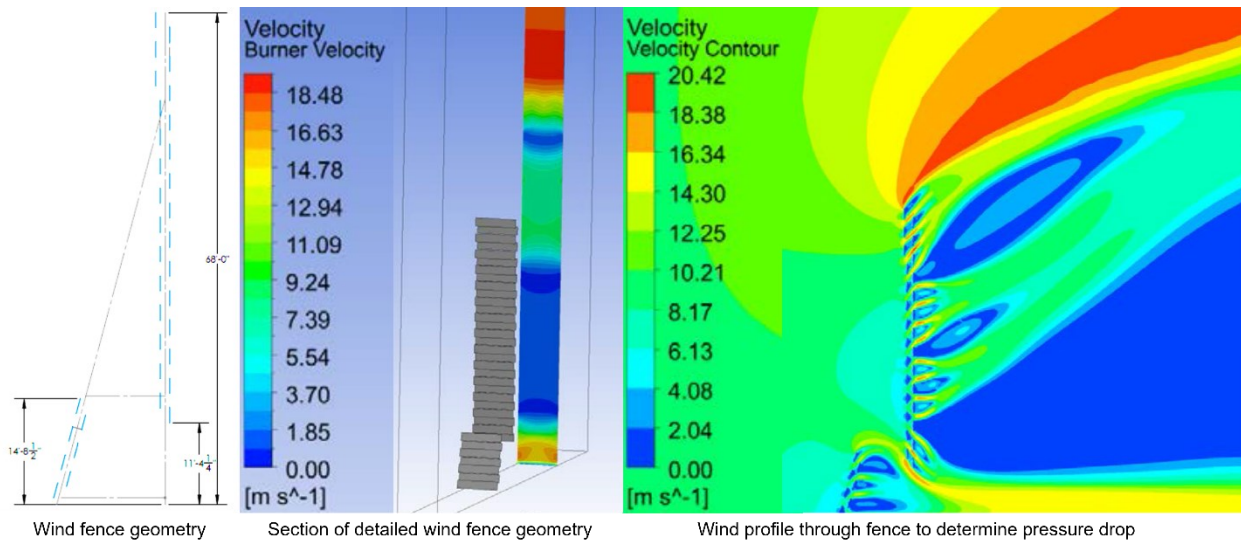 68'-0"
14'-8 1/2"
11'-4 1/4"
Wind fence geometry
Velocity
Burner Velocity
18.48
16.63
14.78
12.94
11.09
9.24
7.39
5.54
3.70
1.85
0.00
[m s^-1]
Section of detailed wind fence geometry
Velocity
Velocity Contour
20.42
18.38
16.34
14.30
12.25
10.21
8.17
6.13
4.08
2.04
0.00
[m s^-1]
Wind profile through fence to determine pressure drop